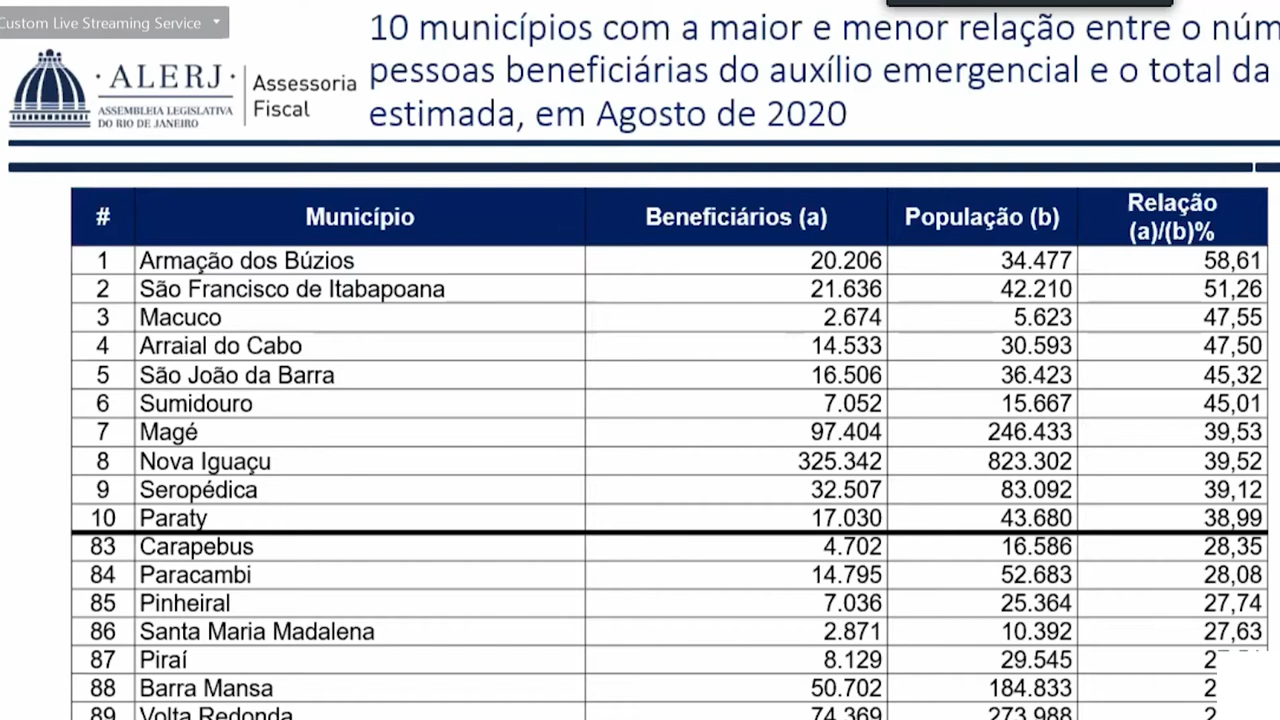 Custom Live Streaming Service
10 municípios com a maior e menor relação entre o
pessoas beneficiárias do auxílio emergencial e o total da
estimada, em Agosto de 2020
· ALERJ ·
ASSEMBLEIA LEGISLATIVA
DO RIO DE JANEIRO
Assessoria
Fiscal
# Município Beneficiários (a) População (b) Relação (a)/(b)%
1 Armação dos Búzios 20.206 34.477 58,61
2 São Francisco de Itabapoana 21.636 42.210 51,26
3 Macuco 2.674 5.623 47,55
4 Arraial do Cabo 14.533 30.593 47,50
5 São João da Barra 16.506 36.423 45,32
6 Sumidouro 7.052 15.667 45,01
7 Magé 97.404 246.433 39,53
8 Nova Iguaçu 325.342 823.302 39,52
9 Seropédica 32.507 83.092 39,12
10 Paraty 17.030 43.680 38,99
83 Carapebus 4.702 16.586 28,35
84 Paracambi 14.795 52.683 28,08
85 Pinheiral 7.036 25.364 27,74
86 Santa Maria Madalena 2.871 10.392 27,63
87 Piraí 8.129 29.545
88 Barra Mansa 50.702 184.833
89 Volta Redonda 74.369 273.988